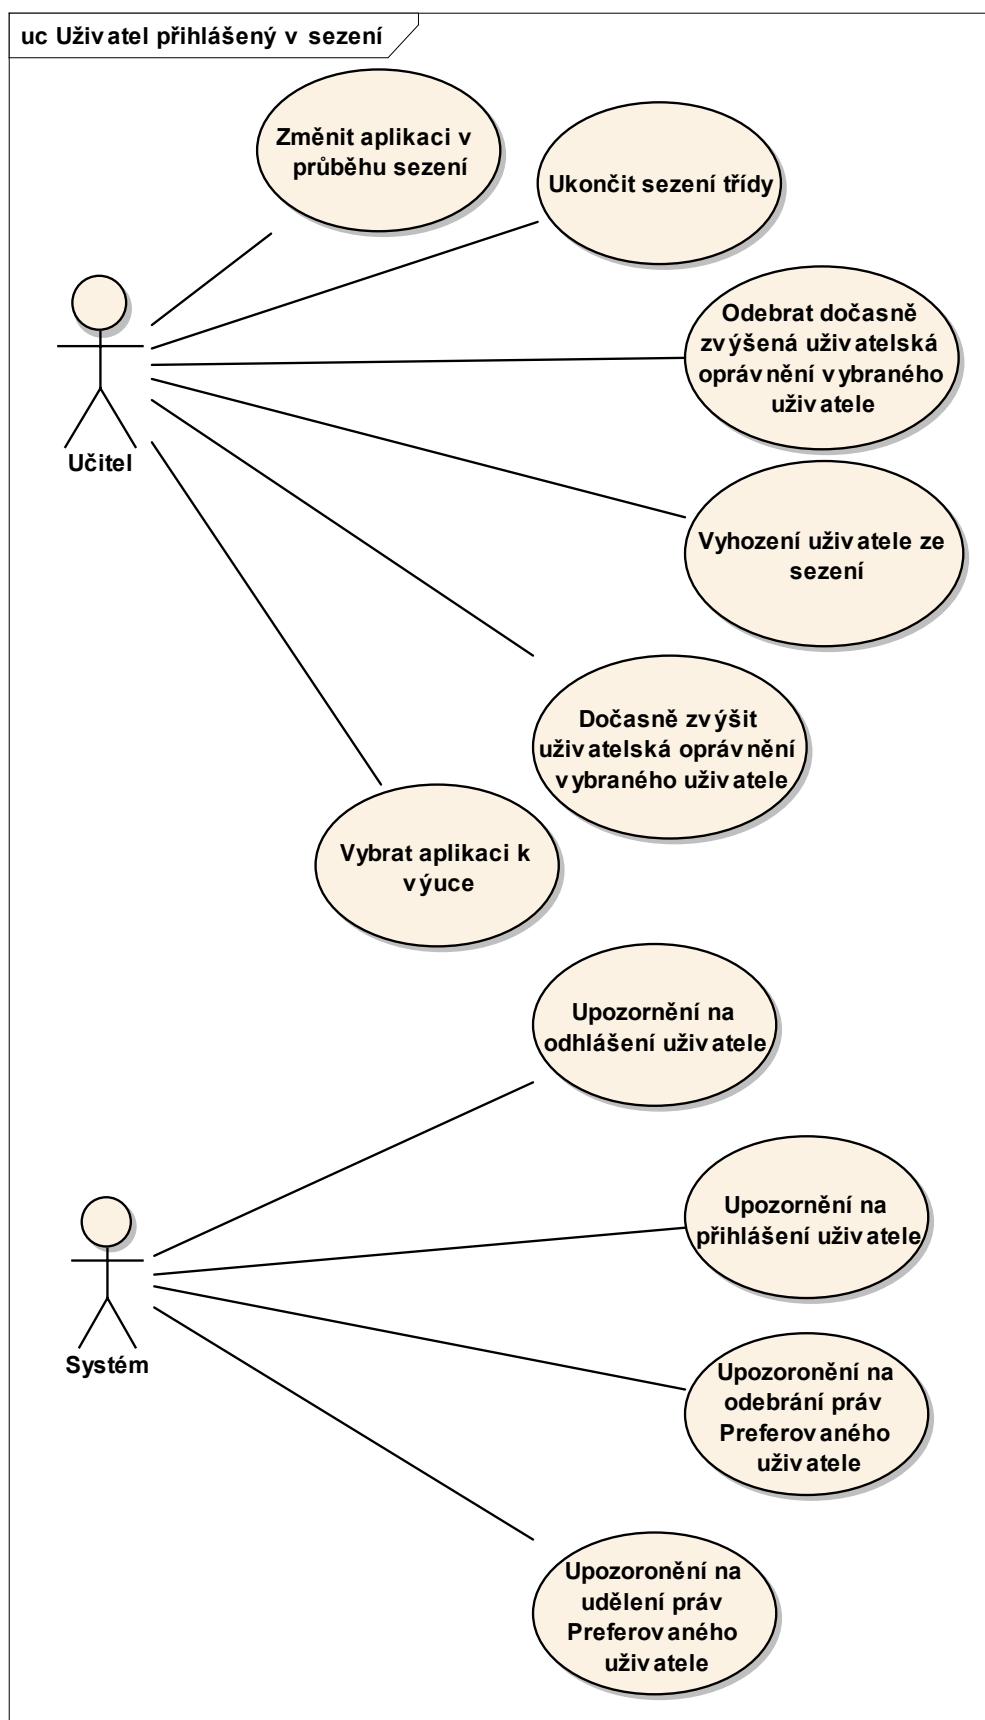 uc Uživatel přihlášený v sezení
Změnit aplikaci v
průběhu sezení
Ukončit sezení třídy
Odebrat dočasně
zvýšená uživatelská
oprávnění vybraného
uživatele
Učitel
Vyhození uživatele ze
sezení
Dočasně zvýšit
uživatelská oprávnění
vybraného uživatele
Vybrat aplikaci k
výuce
Upozornění na
odhlášení uživatele
Upozornění na
přihlášení uživatele
Systém
Upozoronění na
odebrání práv
Preferovaného
uživatele
Upozoronění na
udělení práv
Preferovaného
uživatele